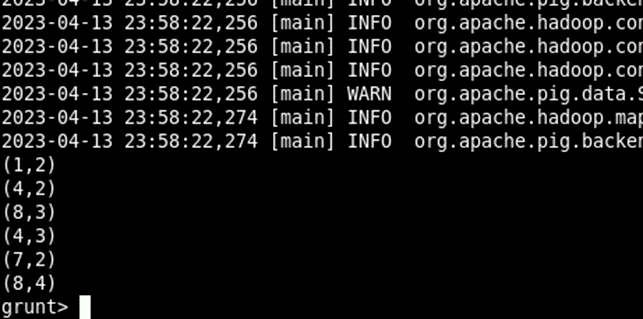 2023-04-13 23:58:22,256 [main] INFO org.apache.pig.backen
2023-04-13 23:58:22,256 [main] INFO org.apache.hadoop.con
2023-04-13 23:58:22,256 [main] INFO org.apache.hadoop.con
2023-04-13 23:58:22,256 [main] INFO org.apache.hadoop.con
2023-04-13 23:58:22,256 [main] WARN org.apache.pig.data.S
2023-04-13 23:58:22,274 [main] INFO org.apache.hadoop.map
2023-04-13 23:58:22,274 [main] INFO org.apache.pig.backen
(1,2)
(4,2)
(8,3)
(4,3)
(7,2)
(8,4)
grunt>